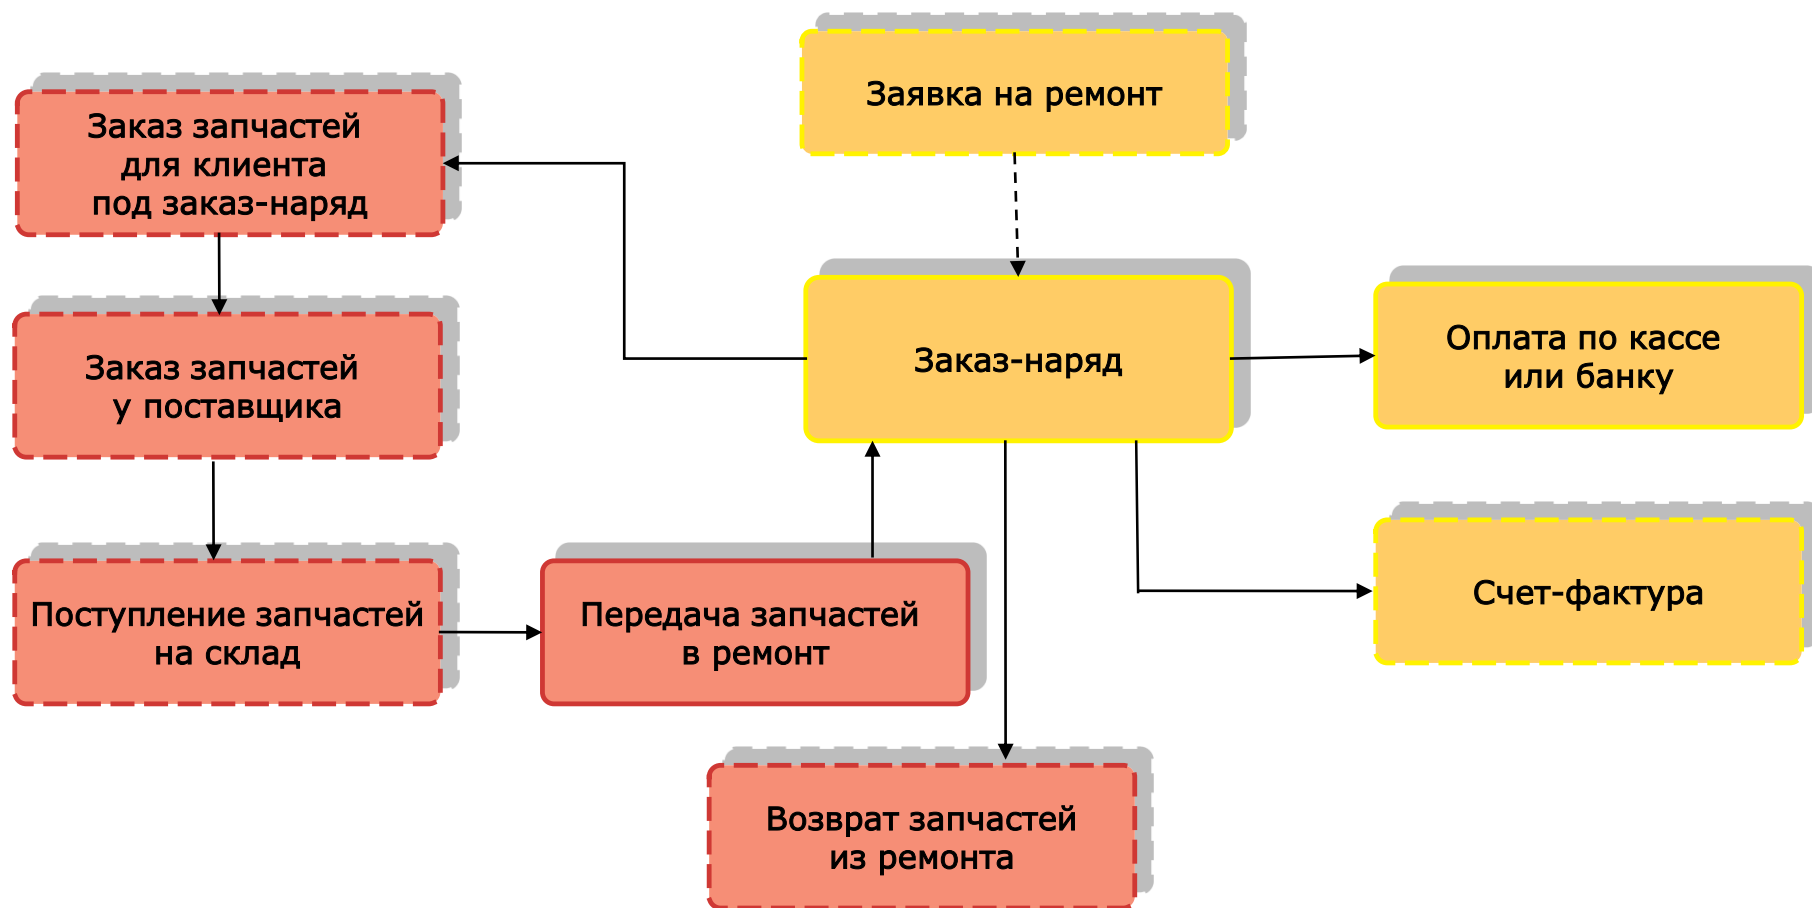 Заявка на ремонт
Заказ запчастей
для клиента
под заказ-наряд
Заказ-наряд
Оплата по кассе
или банку
Заказ запчастей
у поставщика
Счет-фактура
Поступление запчастей
на склад
Передача запчастей
в ремонт
Возврат запчастей
из ремонта